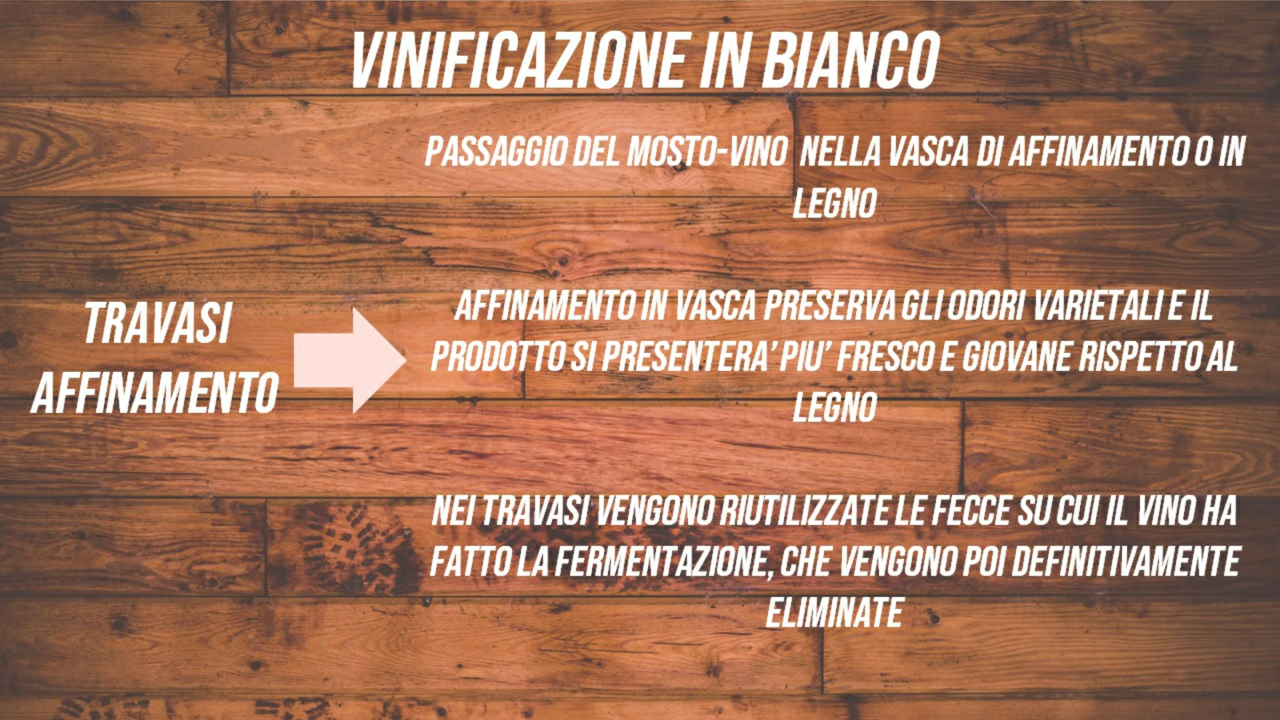 VINIFICAZIONE IN BIANCO
PASSAGGIO DEL MOSTO-VINO NELLA VASCA DI AFFINAMENTO O IN
LEGNO
TRAVASI
AFFINAMENTO
AFFINAMENTO IN VASCA PRESERVA GLI ODORI VARIETALI E IL
PRODOTTO SI PRESENTERA' PIU' FRESCO E GIOVANE RISPETTO AL
LEGNO
NEI TRAVASI VENGONO RIUTILIZZATE LE FECCE SU CUI IL VINO HA
FATTO LA FERMENTAZIONE, CHE VENGONO POI DEFINITIVAMENTE
ELIMINATE